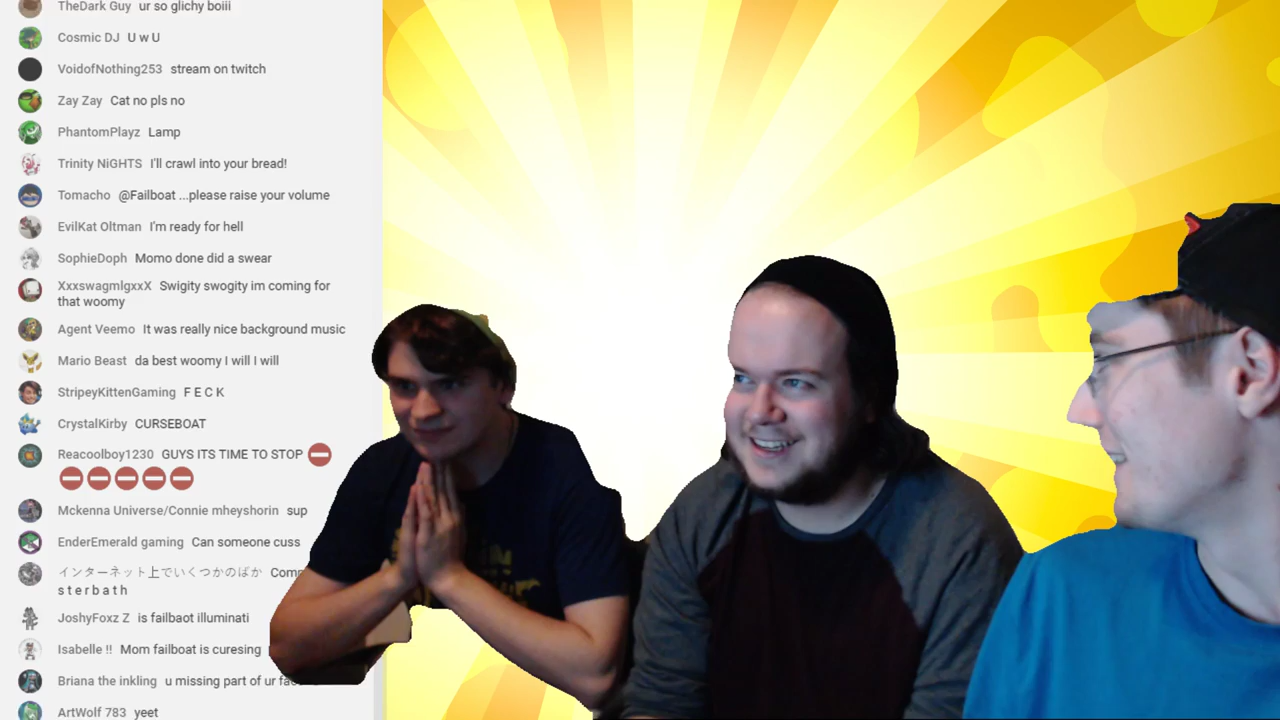 TheDark Guy ur so glichy boiii
Cosmic DJ U w U
VoidofNothing253 stream on twitch
Zay Zay Cat no pls no
PhantomPlayz Lamp
Trinity NiGHTS I'll crawl into your bread!
Tomacho @Failboat ...please raise your volume
EvilKat Oltman I'm ready for hell
SophieDoph Momo done did a swear
XxxswagmlgxxX Swigity swogity im coming for
that woomy
Agent Veemo It was really nice background music
Mario Beast da best woomy I will I will
StripeyKittenGaming F E C K
CrystalKirby CURSEBOAT
Reacoolboy1230 GUYS ITS TIME TO STOP
Mckenna Universe/Connie mheyshorin sup
EnderEmerald gaming Can someone cuss
インターネット上でいくつかのばか
s t e r b a t h
JoshyFoxz Z is failbaot illuminati
Isabelle !! Mom failboat is curesing
Briana the inkling u missing part of ur
ArtWolf 783 yeet